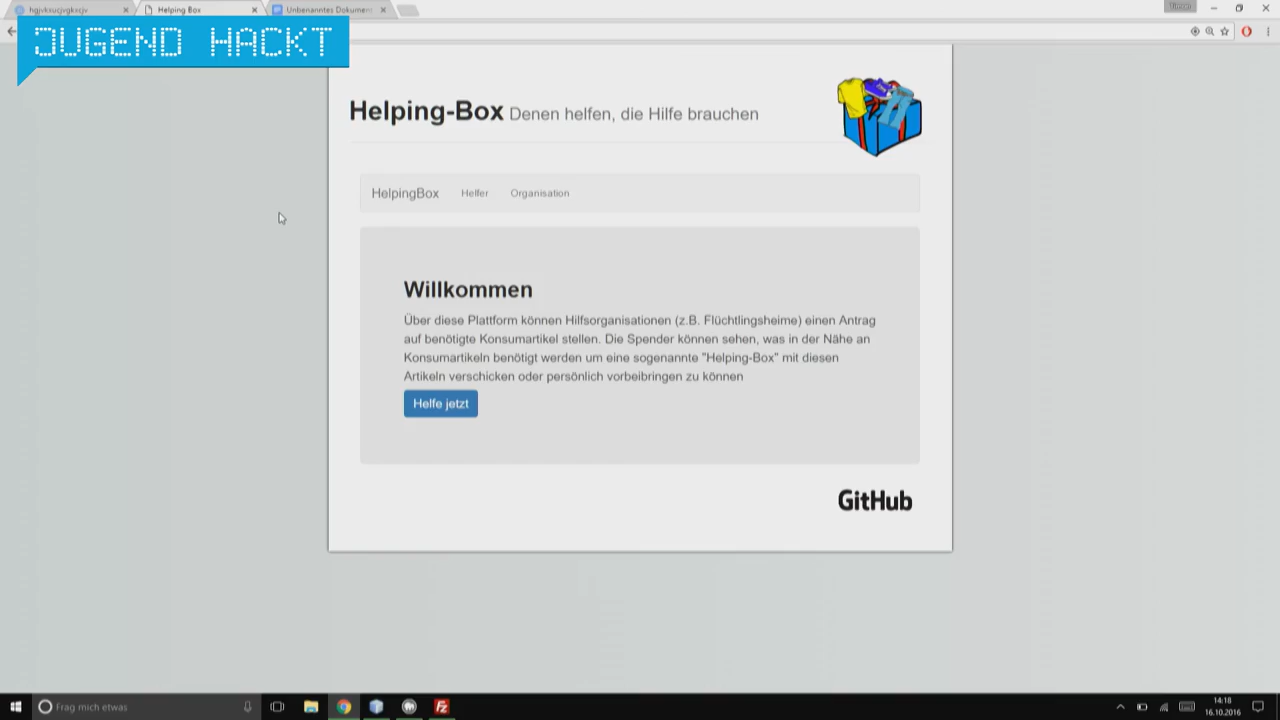 hgjvkxucjvgkxcjv
Helping Box
Unbenanntes Dokument
JUGEND HACKT
Helping-Box Denen helfen, die Hilfe brauchen
HelpingBox Helfer Organisation
Willkommen
Über diese Plattform können Hilfsorganisationen (z.B. Flüchtlingsheime) einen Antrag
auf benötigte Konsumartikel stellen. Die Spender können sehen, was in der Nähe an
Konsumartikeln benötigt werden um eine sogenannte "Helping-Box" mit diesen
Artikeln verschicken oder persönlich vorbeibringen zu können
Helfe jetzt
GitHub
Frag mich etwas
14:18
16.10.2016